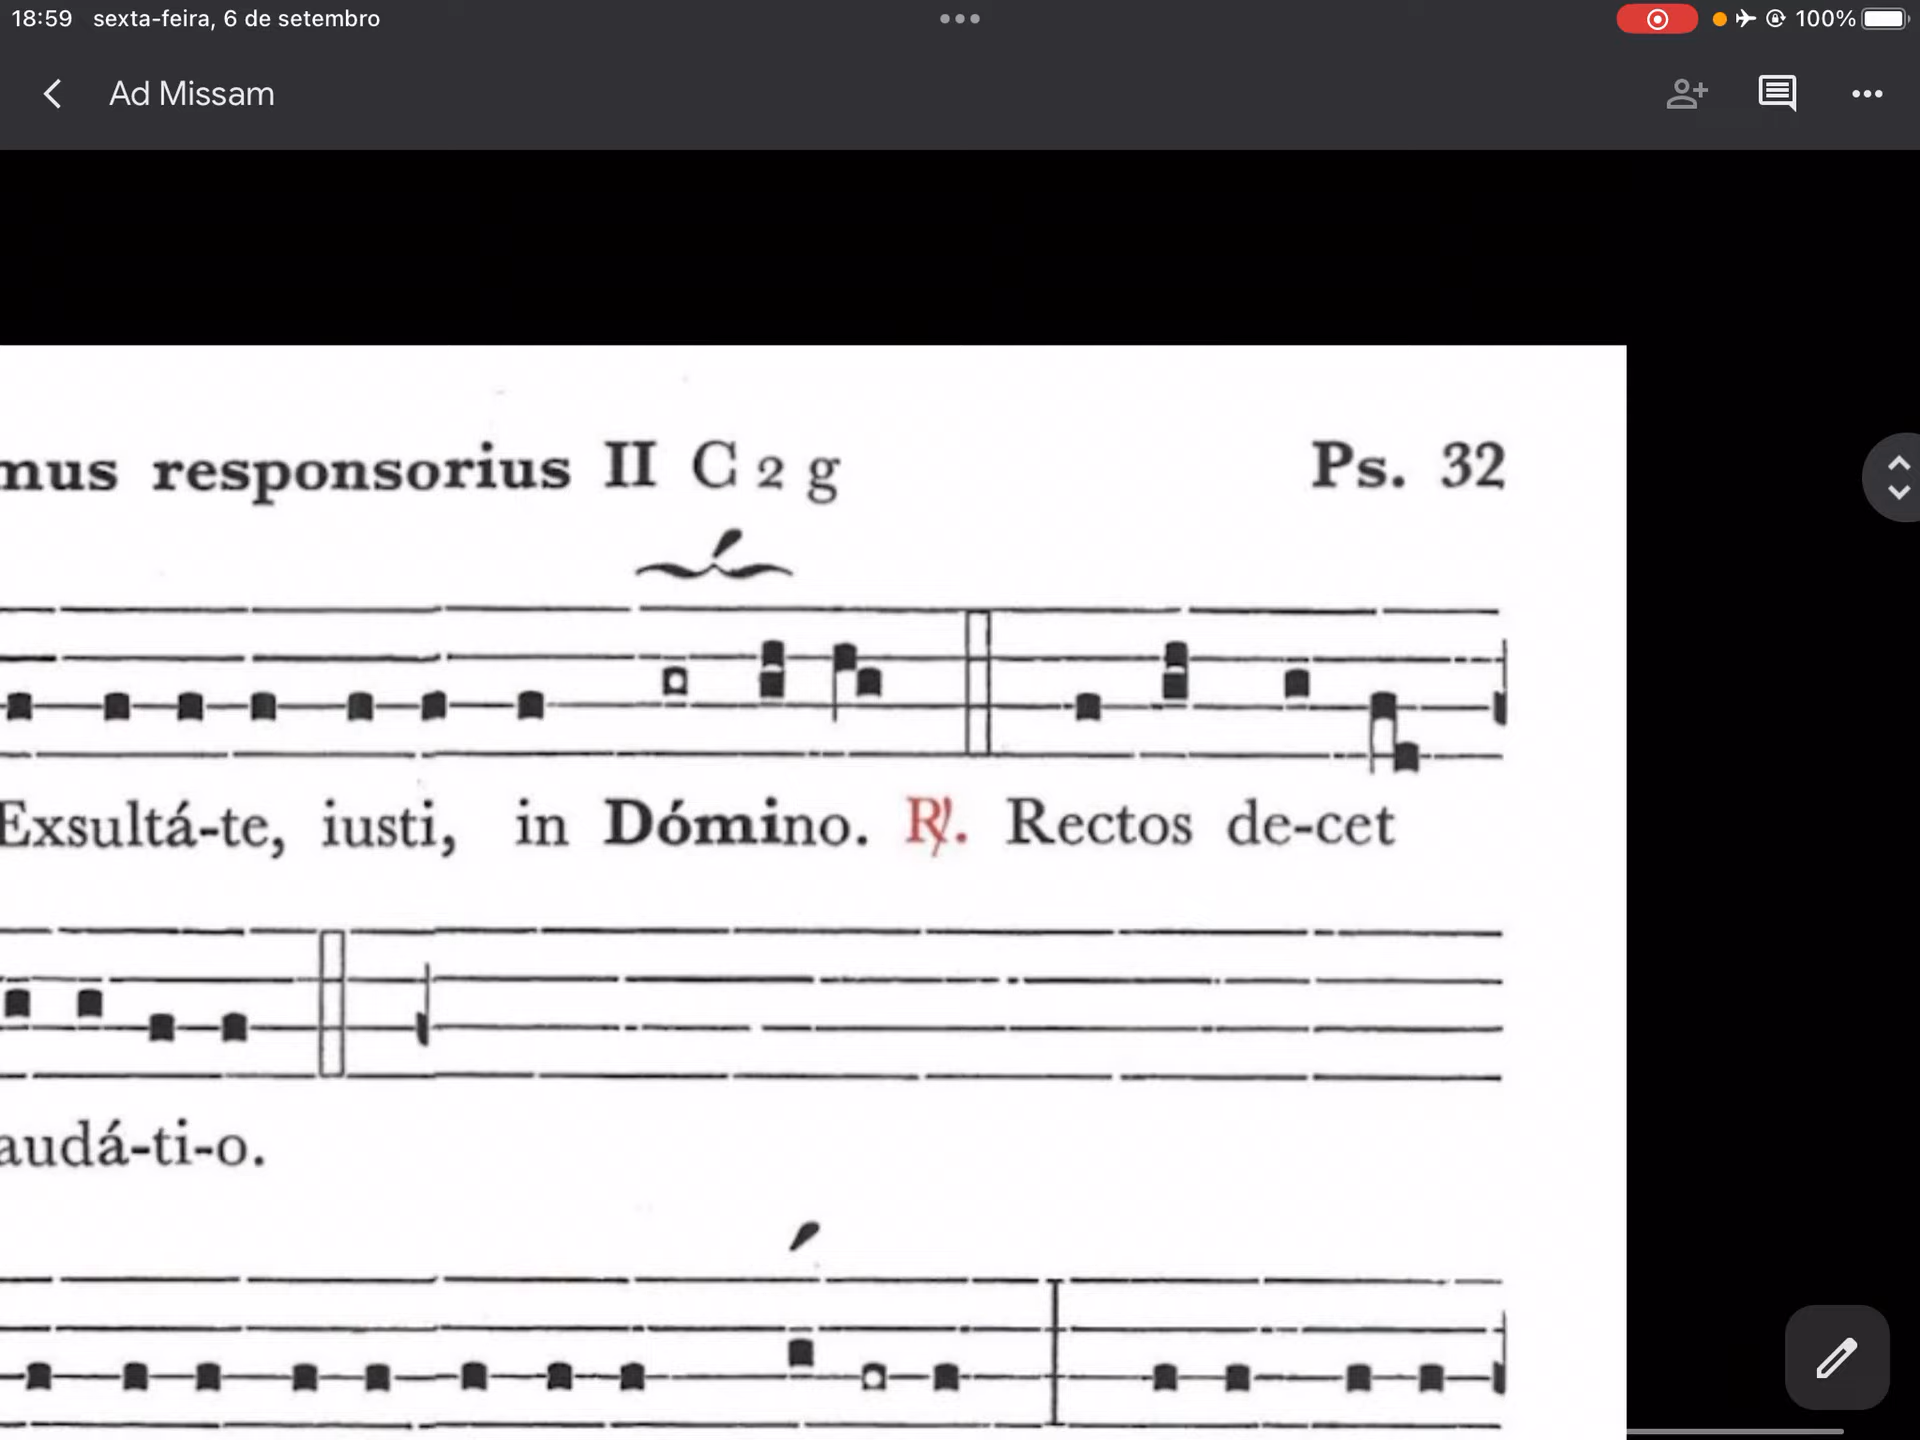 18:59 sexta-feira, 6 de setembro
100%
Ad Missam
mus responsorius II C 2 g Ps. 32
Exsultá-te, iusti, in Dómino. ℟. Rectos de-cet
audá-ti-o.